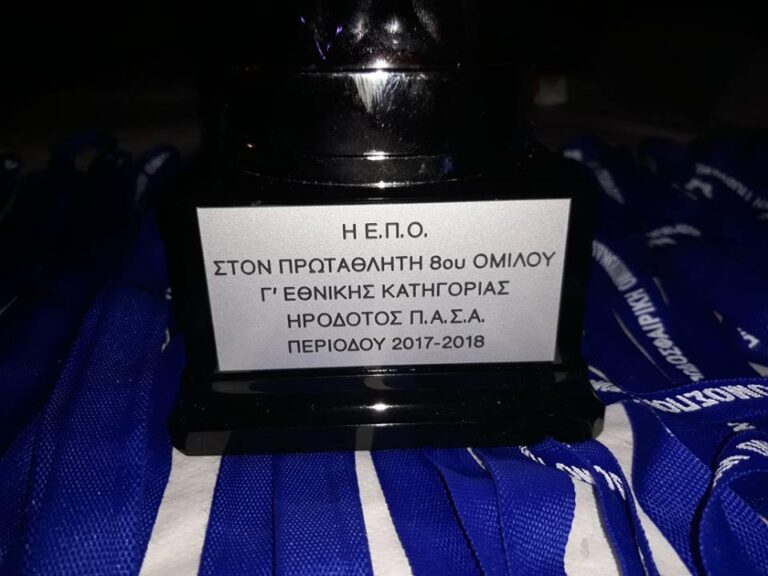 Η Ε.Π.Ο.
ΣΤΟΝ ΠΡΩΤΑΘΛΗΤΗ 8ου ΟΜΙΛΟΥ
Γ' ΕΘΝΙΚΗΣ ΚΑΤΗΓΟΡΙΑΣ
ΗΡΟΔΟΤΟΣ Π.Α.Σ.Α.
ΠΕΡΙΟΔΟΥ 2017-2018